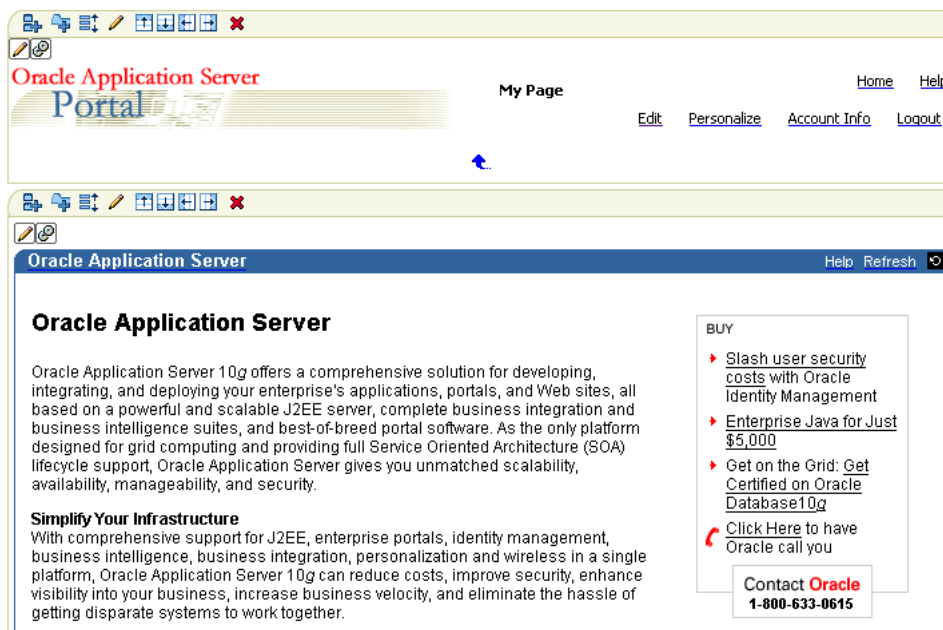 Oracle Application Server
Portal
My Page
Home Help
Edit Personalize Account Info Logout
Oracle Application Server
Help Refresh
Oracle Application Server
Oracle Application Server 10g offers a comprehensive solution for developing,
integrating, and deploying your enterprise's applications, portals, and Web sites, all
based on a powerful and scalable J2EE server, complete business integration and
business intelligence suites, and best-of-breed portal software. As the only platform
designed for grid computing and providing full Service Oriented Architecture (SOA)
lifecycle support, Oracle Application Server gives you unmatched scalability,
availability, manageability, and security.
Simplify Your Infrastructure
With comprehensive support for J2EE, enterprise portals, identity management,
business intelligence, business integration, personalization and wireless in a single
platform, Oracle Application Server 10g can reduce costs, improve security, enhance
visibility into your business, increase business velocity, and eliminate the hassle of
getting disparate systems to work together.
BUY
Slash user security
costs with Oracle
Identity Management
Enterprise Java for Just
$5,000
Get on the Grid: Get
Certified on Oracle
Database10g
Click Here to have
Oracle call you
Contact Oracle
1-800-633-0615